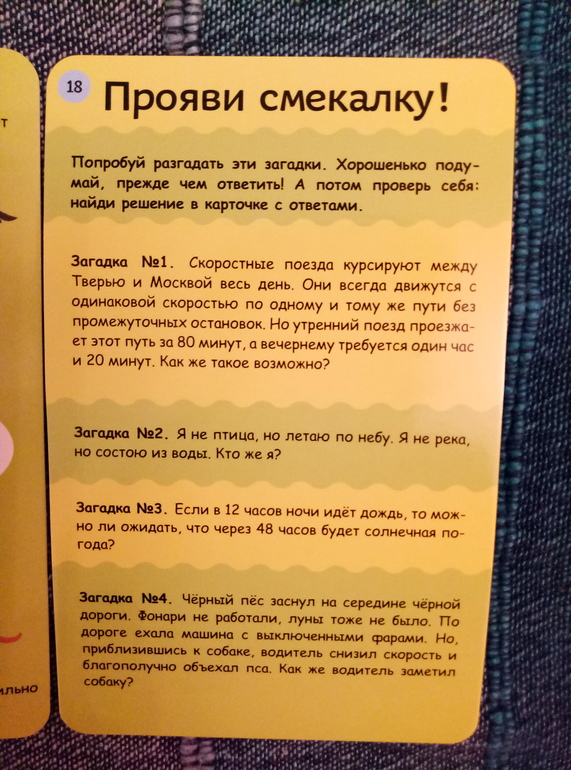 18
Прояви смекалку!
Попробуй разгадать эти загадки. Хорошенько поду-
май, прежде чем ответить! А потом проверь себя:
найди решение в карточке с ответами.
Загадка №1. Скоростные поезда курсируют между
Тверью и Москвой весь день. Они всегда движутся с
одинаковой скоростью по одному и тому же пути без
промежуточных остановок. Но утренний поезд проезжа-
ет этот путь за 80 минут, а вечернему требуется один час
и 20 минут. Как же такое возможно?
Загадка №2. Я не птица, но летаю по небу. Я не река,
но состою из воды. Кто же я?
Загадка №3. Если в 12 часов ночи идёт дождь, то мож-
но ли ожидать, что через 48 часов будет солнечная по-
года?
Загадка №4. Чёрный пёс заснул на середине чёрной
дороги. Фонари не работали, луны тоже не было. По
дороге ехала машина с выключенными фарами. Но,
приблизившись к собаке, водитель снизил скорость и
благополучно объехал пса. Как же водитель заметил
собаку?